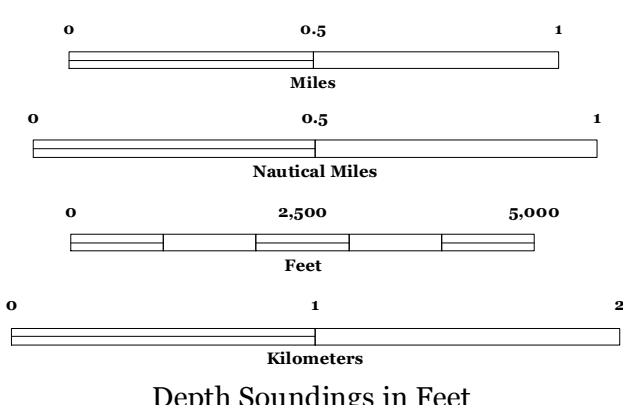 0 0.5 1
Miles
0 0.5 1
Nautical Miles
0 2,500 5,000
Feet
0 1 2
Kilometers
Depth Soundings in Feet